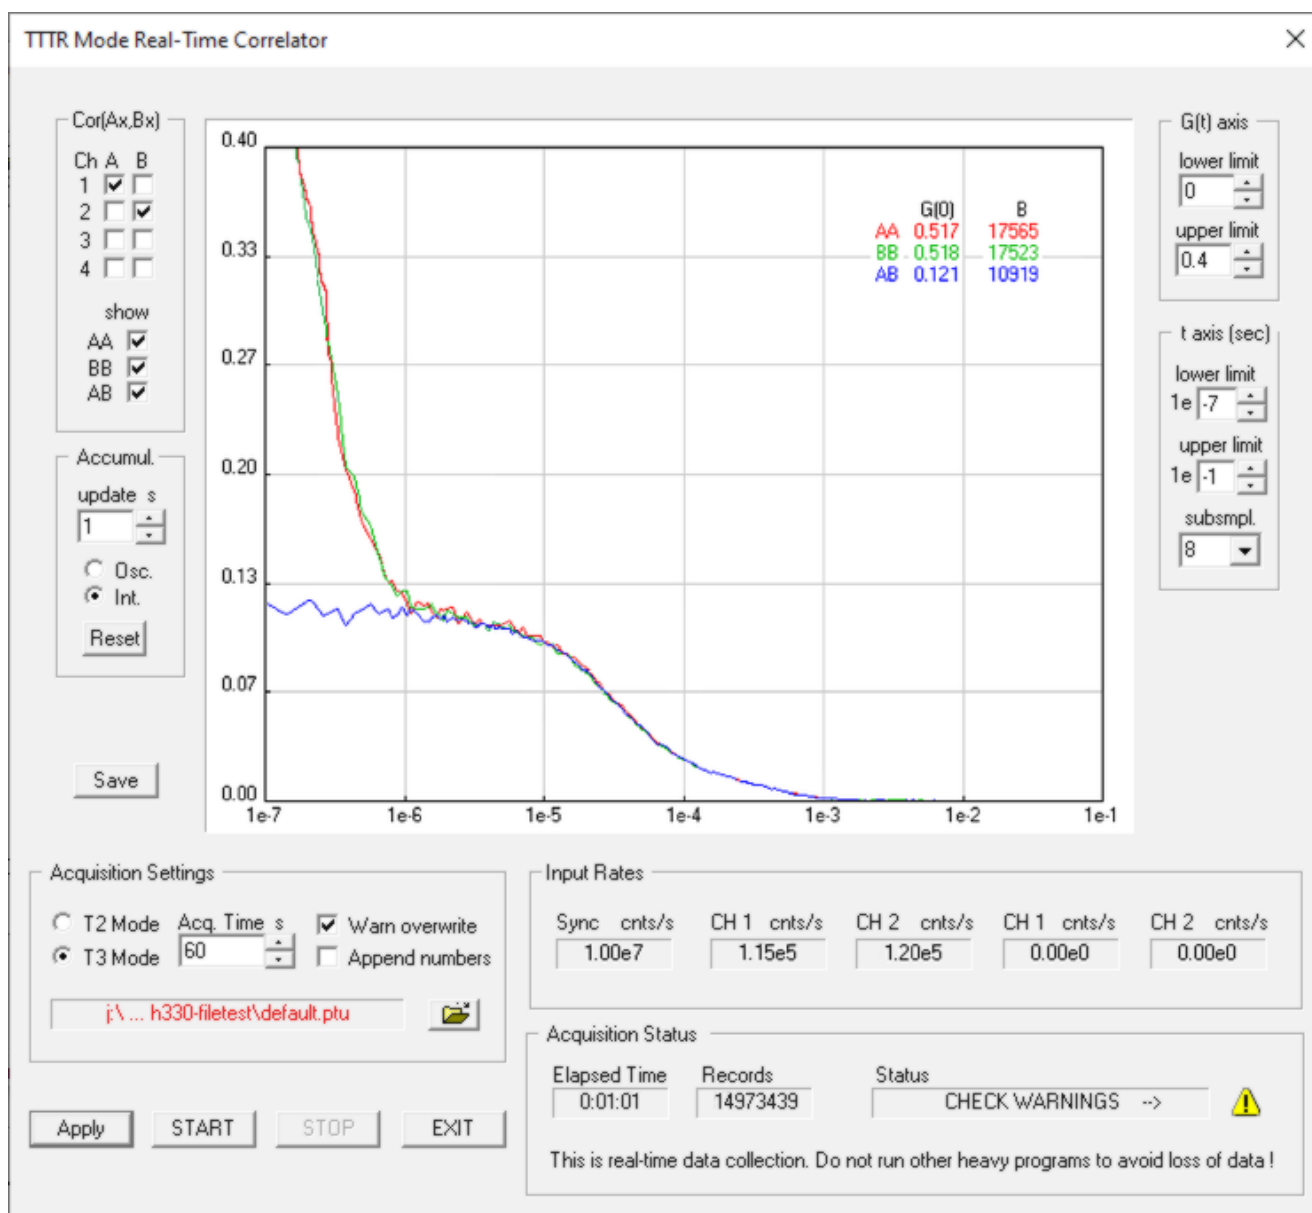 TTTR Mode Real-Time Correlator
Cor(Ax,Bx)
Ch A B
1
2
3
4
show
AA
BB
AB
Accumul.
update s
1
Osc.
Int.
Reset
Save
0.40
0.33
0.27
0.20
0.13
0.07
0.00
1e-7 1e-6 1e-5 1e-4 1e-3 1e-2 1e-1
G(0) B
AA 0.517 17565
BB 0.518 17523
AB 0.121 10919
G(t) axis
lower limit
0
upper limit
0.4
t axis (sec)
lower limit
1e -7
upper limit
1e -1
subsmpl.
8
Acquisition Settings
T2 Mode Acq. Time s Warn overwrite
T3 Mode 60 Append numbers
j:\ ... h330-filetest\default.ptu
Apply START STOP EXIT
Input Rates
Sync cnts/s CH 1 cnts/s CH 2 cnts/s CH 1 cnts/s CH 2 cnts/s
1.00e7 1.15e5 1.20e5 0.00e0 0.00e0
Acquisition Status
Elapsed Time Records Status
0:01:01 14973439 CHECK WARNINGS -->
This is real-time data collection. Do not run other heavy programs to avoid loss of data !